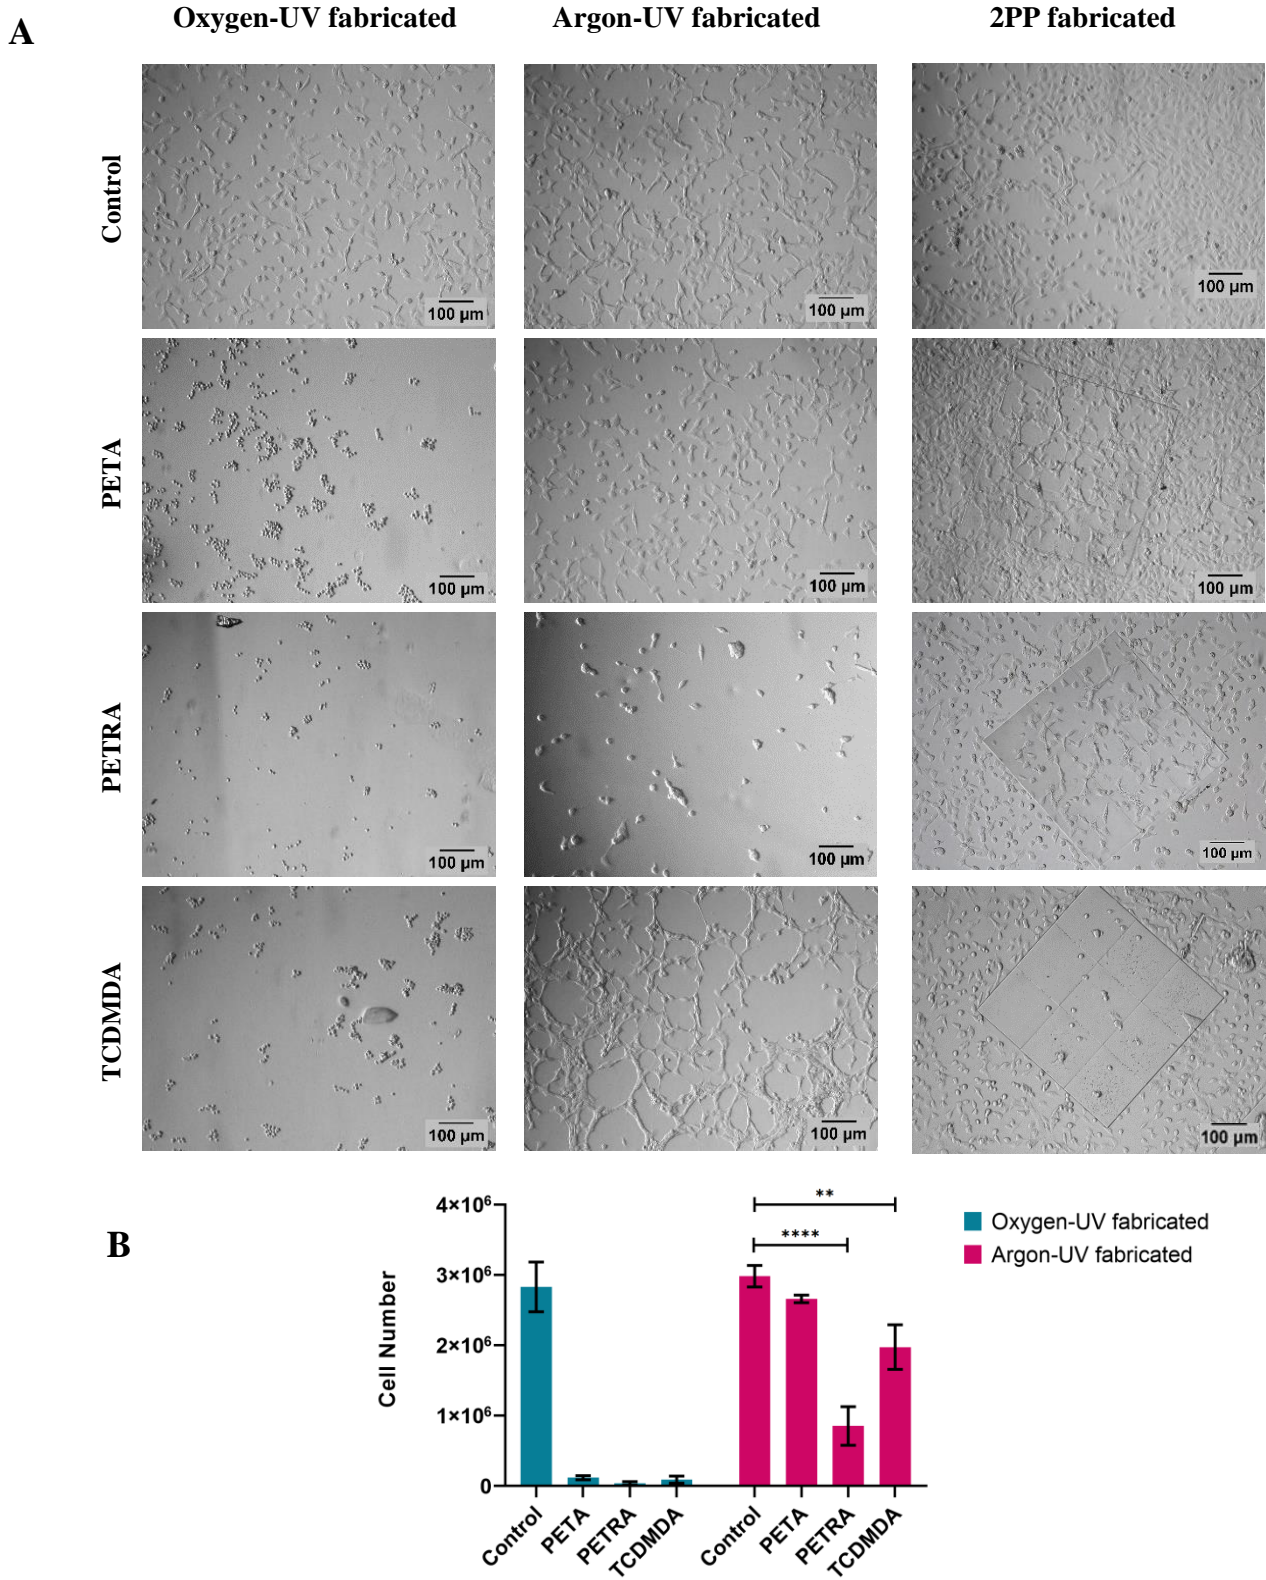 A
Oxygen-UV fabricated
Argon-UV fabricated
2PP fabricated
Control
100 µm
100 µm
100 µm
PETA
100 µm
100 µm
100 µm
PETRA
100 µm
100 µm
100 µm
TCDMDA
100 µm
100 µm
100 µm
B
Cell Number
4×10⁶
3×10⁶
2×10⁶
1×10⁶
0
**
****
Oxygen-UV fabricated
Argon-UV fabricated
Control
PETA
PETRA
TCDMDA
Control
PETA
PETRA
TCDMDA